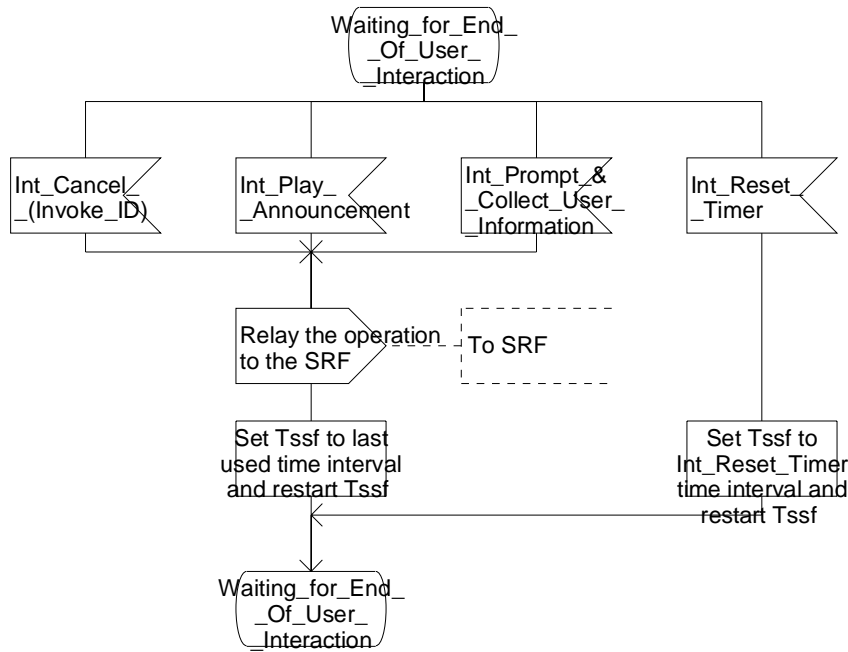 Waiting_for_End_
_Of_User_
_Interaction
Int_Cancel_
_(Invoke_ID)
Int_Play_
_Announcement
Int_Prompt_&
_Collect_User_
_Information
Int_Reset_
_Timer
Relay the operation
to the SRF
To SRF
Set Tssf to last
used time interval
and restart Tssf
Set Tssf to
Int_Reset_Timer
time interval and
restart Tssf
Waiting_for_End_
_Of_User_
_Interaction